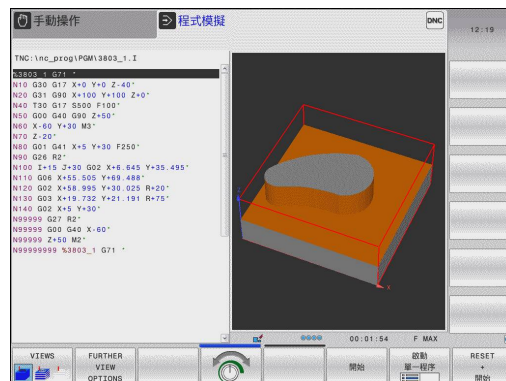 手動操作
程式模擬
DNC
12:19
TNC:\nc_prog\PGM\3803_1.I
%3803_1 G71 *
N10 G30 G17 X+0 Y+0 Z-40*
N20 G31 G90 X+100 Y+100 Z+0*
N40 T30 G17 S500 F100*
N50 G00 G40 G90 Z+50*
N60 X-60 Y+30 M3*
N70 Z-20*
N80 G01 G41 X+5 Y+30 F250*
N90 G26 R2*
N100 I+15 J+30 G02 X+6.645 Y+35.495*
N110 G06 X+55.505 Y+69.488*
N120 G02 X+58.995 Y+30.025 R+20*
N130 G03 X+19.732 Y+21.191 R+75*
N140 G02 X+5 Y+30*
N99999 G27 R2*
N99999 G00 G40 X-60*
N99999 Z+50 M2*
N99999999 %3803_1 G71 *
Z
X
00:01:54
F MAX
VIEWS
FURTHER
VIEW
OPTIONS
開始
啟動
單一程序
RESET
+
開始